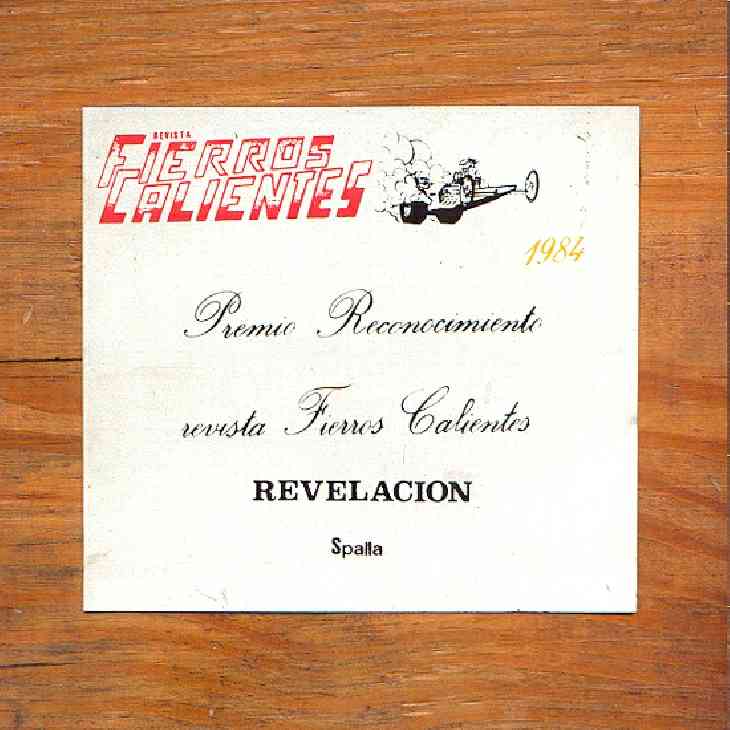 REVISTA
FIERROS
CALIENTES
1984
Premio Reconocimiento
revista Fierros Calientes
REVELACION
Spalla